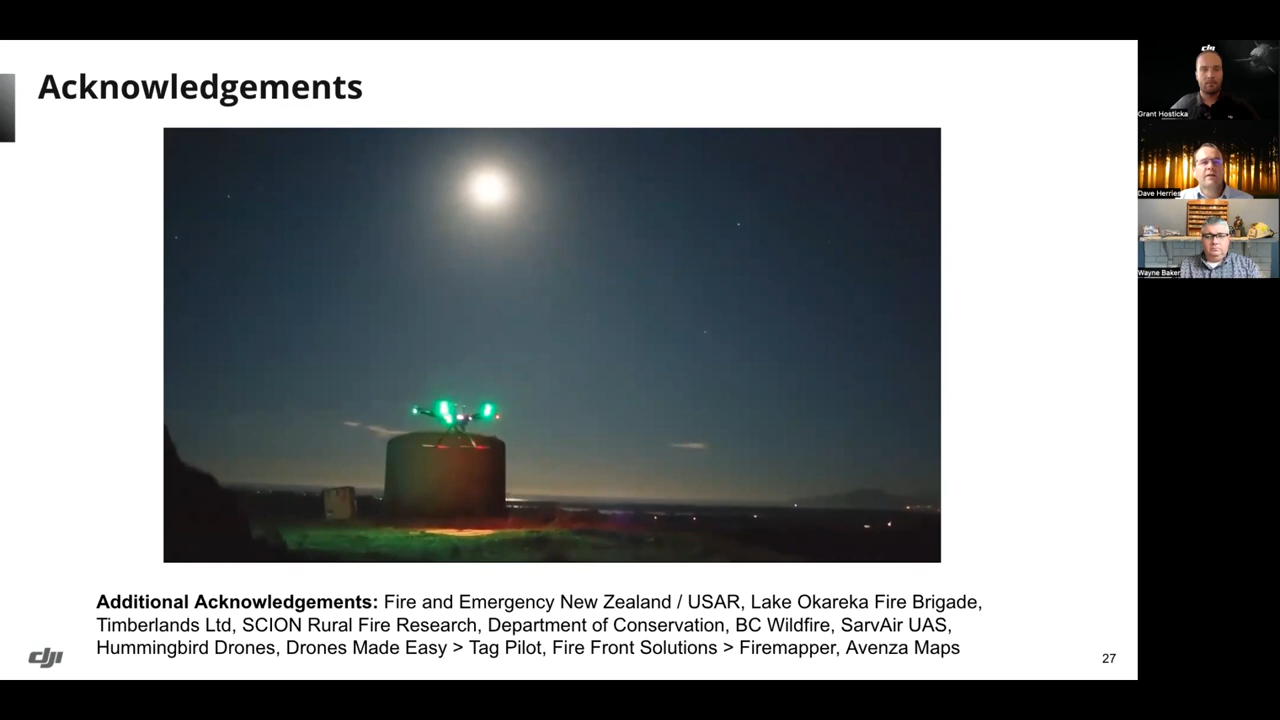 Acknowledgements
Additional Acknowledgements: Fire and Emergency New Zealand / USAR, Lake Okareka Fire Brigade,
Timberlands Ltd, SCION Rural Fire Research, Department of Conservation, BC Wildfire, SarvAir UAS,
Hummingbird Drones, Drones Made Easy > Tag Pilot, Fire Front Solutions > Firemapper, Avenza Maps
dji
27
dji
Grant Hosticka
Dave Herries
Wayne Baker